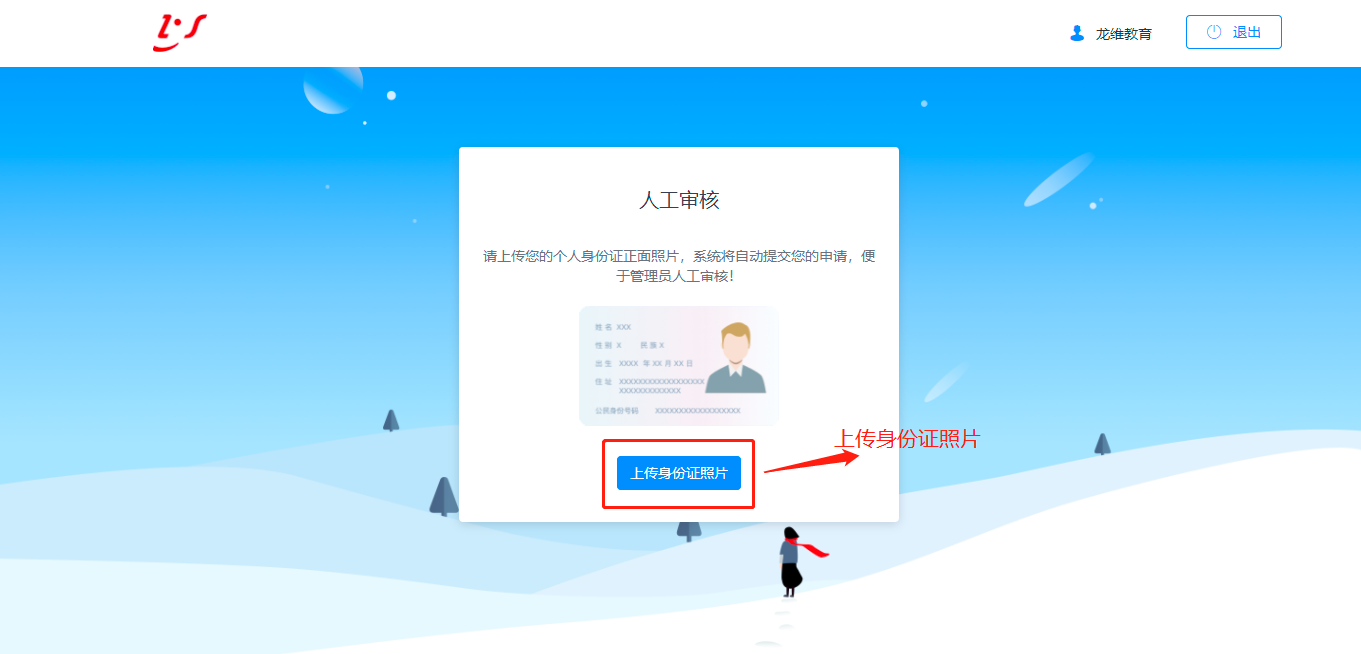 龙维教育
退出
人工审核
请上传您的个人身份证正面照片，系统将自动提交您的申请，便
于管理员人工审核！
姓 名 XXX
性 别 X 民 族 X
出 生 XXXX 年 XX 月 XX 日
住 址 XXXXXXXXXXXXXXXXXX
XXXXXXXXXXXXX
公民身份号码 XXXXXXXXXXXXXXXXXX
上传身份证照片
上传身份证照片